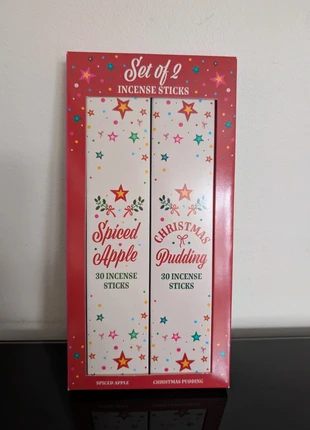 Set of 2
INCENSE STICKS
Spiced
Apple
30 INCENSE
STICKS
CHRISTMAS
Pudding
30 INCENSE
STICKS
SPICED APPLE
CHRISTMAS PUDDING